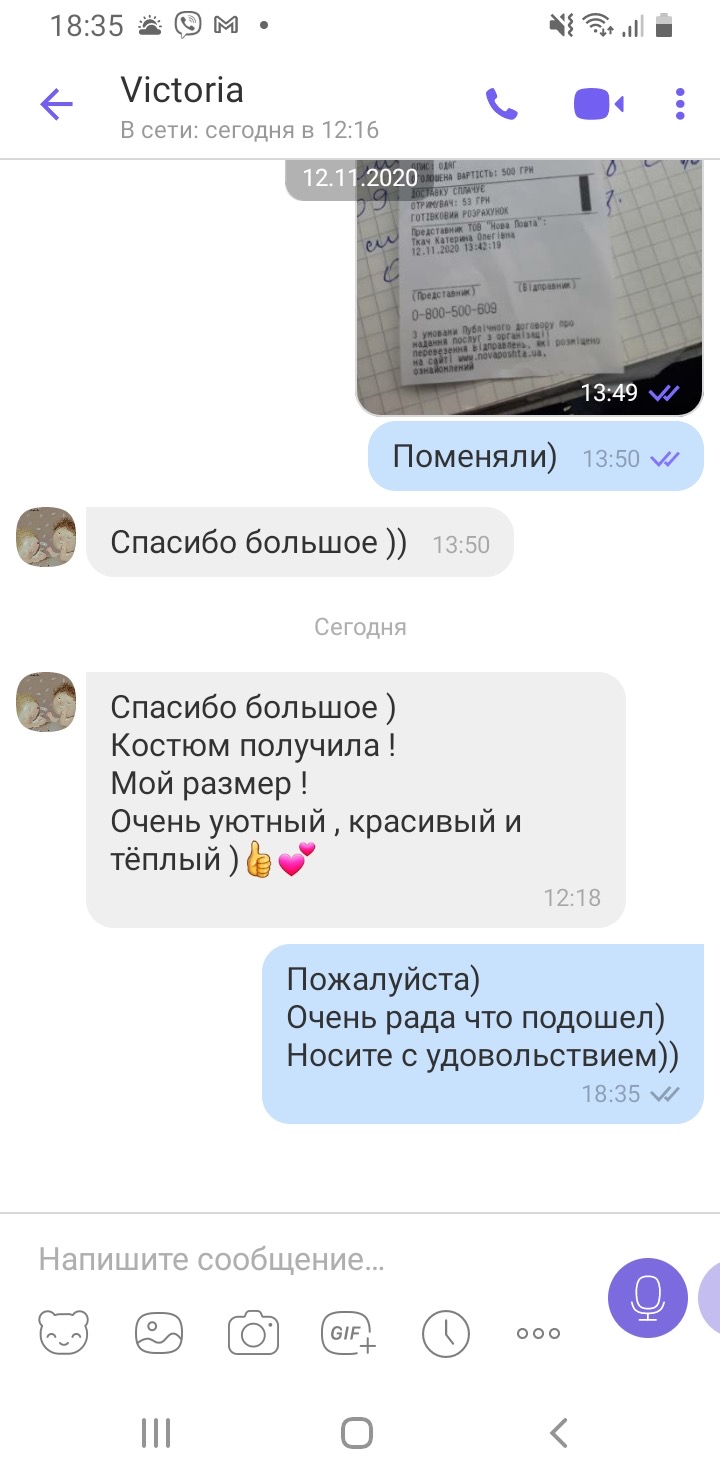 18:35
Victoria
В сети: сегодня в 12:16
12.11.2020
ОПИС: ОДЯГ
ОГОЛОШЕНА ВАРТІСТЬ: 500 ГРН
ДОСТАВКУ СПЛАЧУЄ
ОТРИМУВАЧ: 53 ГРН
ГОТІВКОВИЙ РОЗРАХУНОК
Представник ТОВ "Нова Пошта":
Ткач Катерина Олегівна
12.11.2020 13:42:19
(Представник) (Відправник)
0-800-500-609
З умовами Публічного договору про
надання послуг з організації
перевезення відправлень, які розміщено
на сайті www.novaposhta.ua,
ознайомлений
13:49
Поменяли) 13:50
Спасибо большое )) 13:50
Сегодня
Спасибо большое )
Костюм получила !
Мой размер !
Очень уютный , красивый и
тёплый )👍💕
12:18
Пожалуйста)
Очень рада что подошел)
Носите с удовольствием))
18:35
Напишите сообщение...
GIF